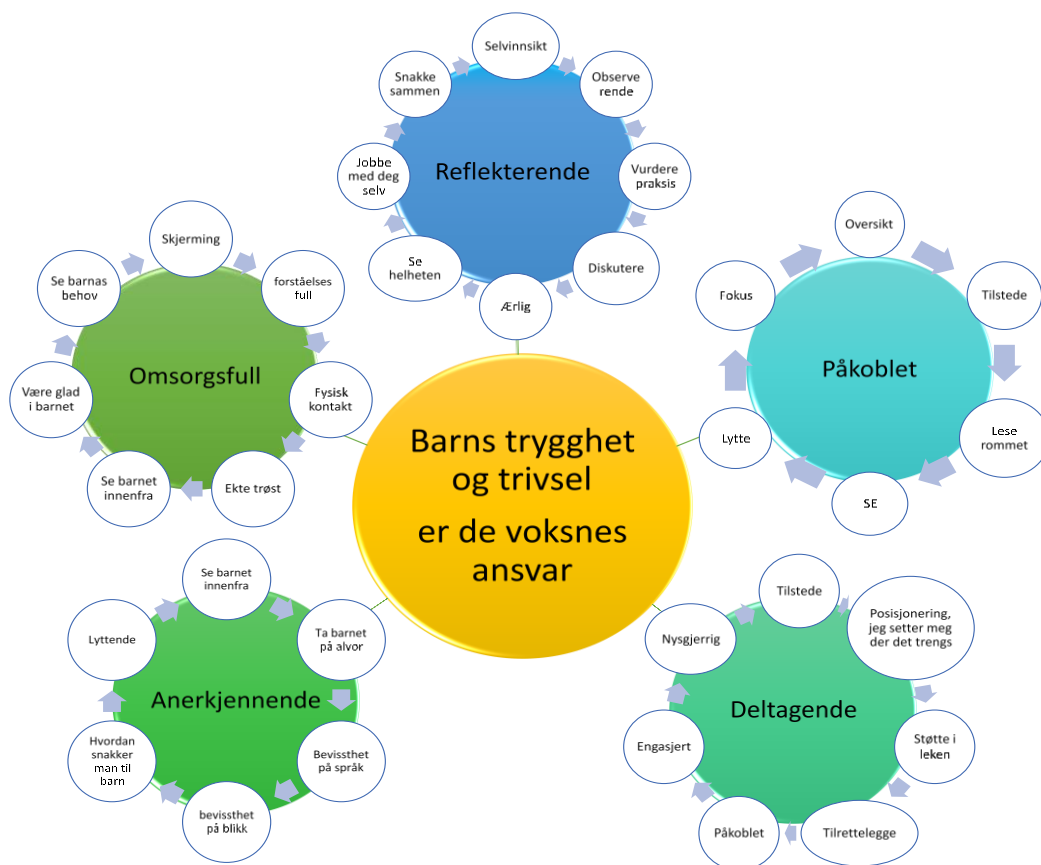 Selvinnsikt
Observe
rende
Vurdere
praksis
Diskutere
Ærlig
Se
helheten
Jobbe
med deg
selv
Snakke
sammen
Reflekterende
Oversikt
Tilstede
Lese
rommet
SE
Lytte
Fokus
Påkoblet
Skjerming
forståelses
full
Fysisk
kontakt
Ekte trøst
Se barnet
innenfra
Være glad
i barnet
Se barnas
behov
Omsorgsfull
Barns trygghet
og trivsel
er de voksnes
ansvar
Se barnet
innenfra
Ta barnet
på alvor
Bevissthet
på språk
bevissthet
på blikk
Hvordan
snakker
man til
barn
Lyttende
Anerkjennende
Tilstede
Posisjonering,
jeg setter meg
der det trengs
Støtte i
leken
Tilrettelegge
Påkoblet
Engasjert
Nysgjerrig
Deltagende